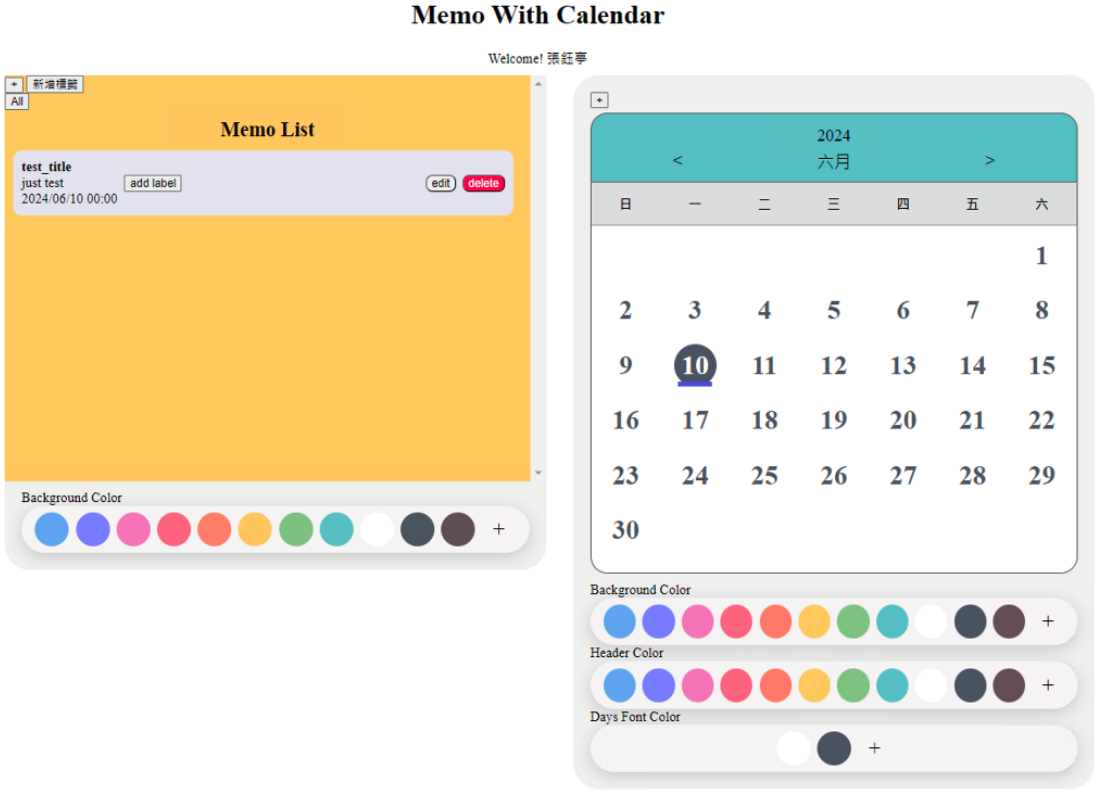 Memo With Calendar
Welcome! 張鈺亭
+ 新增標籤
All
Memo List
test_title
just test
2024/06/10 00:00
add label
edit delete
Background Color
+
+
2024
< 六月 >
日 一 二 三 四 五 六
1
2 3 4 5 6 7 8
9 10 11 12 13 14 15
16 17 18 19 20 21 22
23 24 25 26 27 28 29
30
Background Color
+
Header Color
+
Days Font Color
+